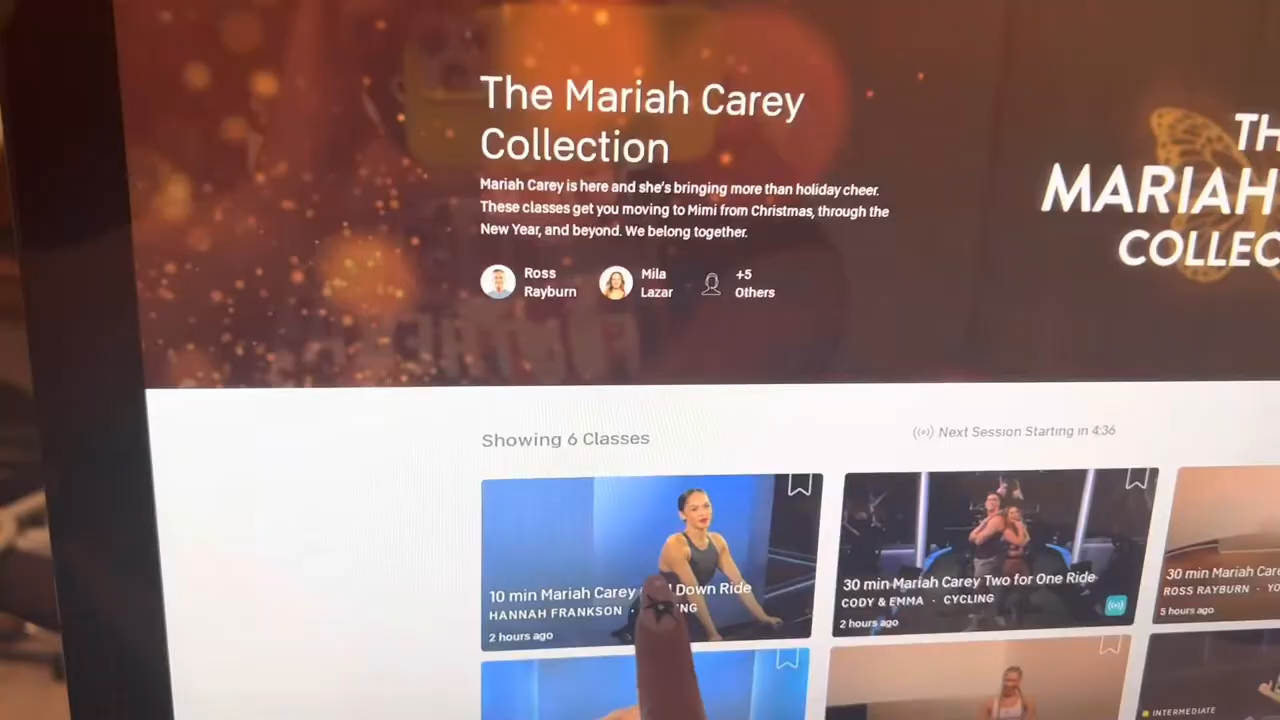 The Mariah Carey
Collection
Mariah Carey is here and she's bringing more than holiday cheer.
These classes get you moving to Mimi from Christmas, through the
New Year, and beyond. We belong together.
Ross
Rayburn
Mila
Lazar
+5
Others
TH
MARIAH
COLLEC
Showing 6 Classes
Next Session Starting in 4:36
10 min Mariah Carey Down Ride
HANNAH FRANKSON · NG
2 hours ago
30 min Mariah Carey Two for One Ride
CODY & EMMA · CYCLING
2 hours ago
30 min Mariah Care
ROSS RAYBURN · YO
5 hours ago
INTERMEDIATE